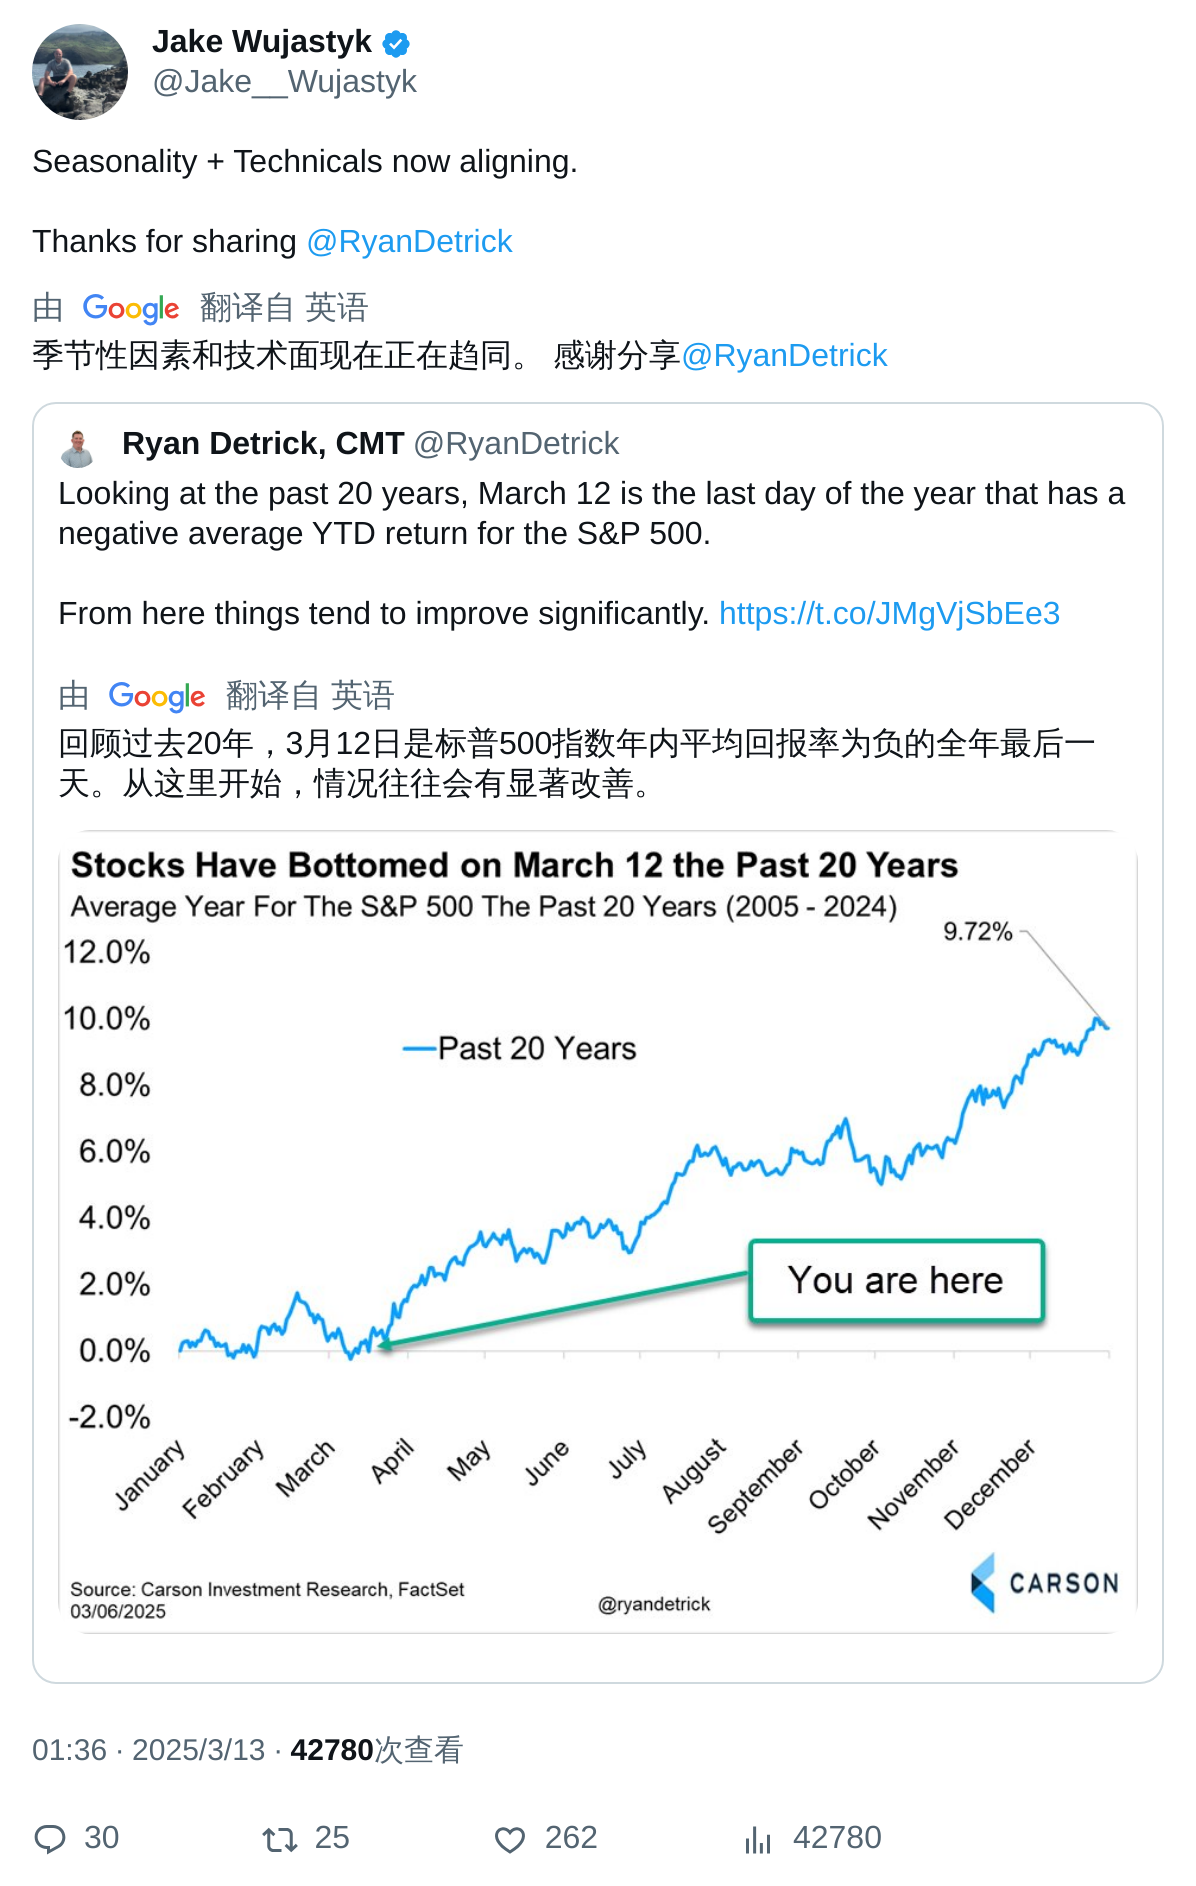 Jake Wujastyk
@Jake__Wujastyk
Seasonality + Technicals now aligning.
Thanks for sharing @RyanDetrick
由 Google 翻译自 英语
季节性因素和技术面现在正在趋同。 感谢分享@RyanDetrick
Ryan Detrick, CMT @RyanDetrick
Looking at the past 20 years, March 12 is the last day of the year that has a
negative average YTD return for the S&P 500.
From here things tend to improve significantly. https://t.co/JMgVjSbEe3
由 Google 翻译自 英语
回顾过去20年，3月12日是标普500指数年内平均回报率为负的全年最后一
天。从这里开始，情况往往会有显著改善。
Stocks Have Bottomed on March 12 the Past 20 Years
Average Year For The S&P 500 The Past 20 Years (2005 - 2024)
9.72%
12.0%
10.0%
Past 20 Years
8.0%
6.0%
4.0%
You are here
2.0%
0.0%
-2.0%
January February March April May June July August September October November December
CARSON
Source: Carson Investment Research, FactSet
03/06/2025
@ryandetrick
01:36 · 2025/3/13 · 42780次查看
30 25 262 42780